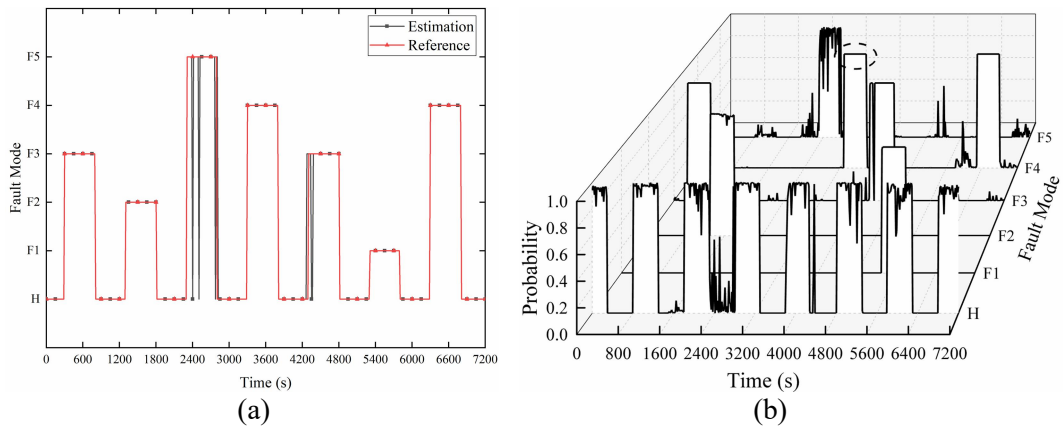 Estimation
Reference
F5
F4
F3
F2
F1
H
Fault Mode
0 600 1200 1800 2400 3000 3600 4200 4800 5400 6000 6600 7200
Time (s)
(a)
1.0
0.8
0.6
0.4
0.2
0.0
Probability
0 800 1600 2400 3200 4000 4800 5600 6400 7200
Time (s)
F5
F4
F3
F2
F1
H
Fault Mode
(b)